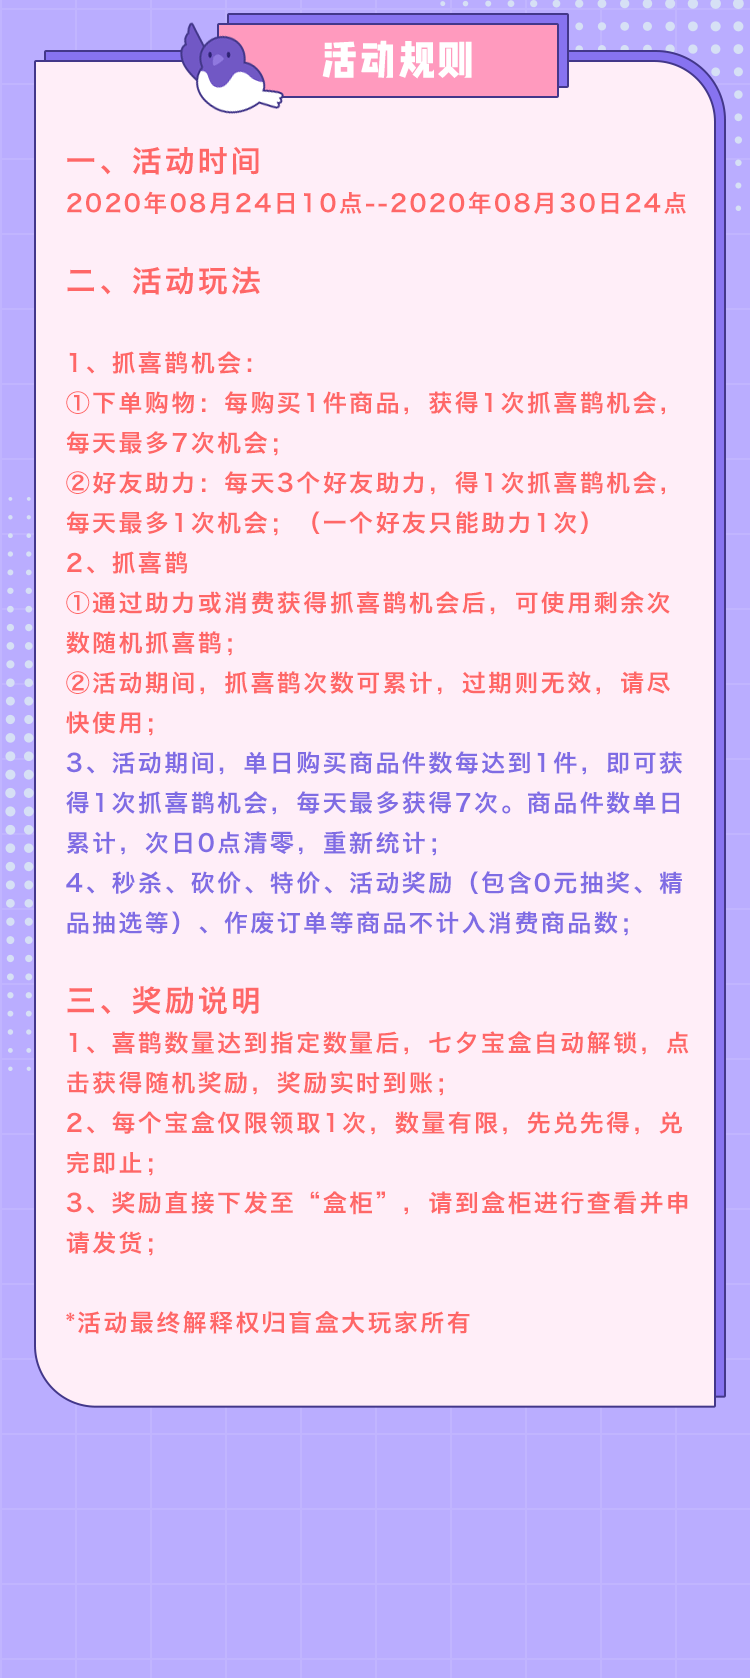 活动规则
一、活动时间
2020年08月24日10点--2020年08月30日24点
二、活动玩法
1、抓喜鹊机会：
①下单购物：每购买1件商品，获得1次抓喜鹊机会，
每天最多7次机会；
②好友助力：每天3个好友助力，得1次抓喜鹊机会，
每天最多1次机会；（一个好友只能助力1次）
2、抓喜鹊
①通过助力或消费获得抓喜鹊机会后，可使用剩余次
数随机抓喜鹊；
②活动期间，抓喜鹊次数可累计，过期则无效，请尽
快使用；
3、活动期间，单日购买商品件数每达到1件，即可获
得1次抓喜鹊机会，每天最多获得7次。商品件数单日
累计，次日0点清零，重新统计；
4、秒杀、砍价、特价、活动奖励（包含0元抽奖、精
品抽选等）、作废订单等商品不计入消费商品数；
三、奖励说明
1、喜鹊数量达到指定数量后，七夕宝盒自动解锁，点
击获得随机奖励，奖励实时到账；
2、每个宝盒仅限领取1次，数量有限，先兑先得，兑
完即止；
3、奖励直接下发至“盒柜”，请到盒柜进行查看并申
请发货；
*活动最终解释权归盲盒大玩家所有